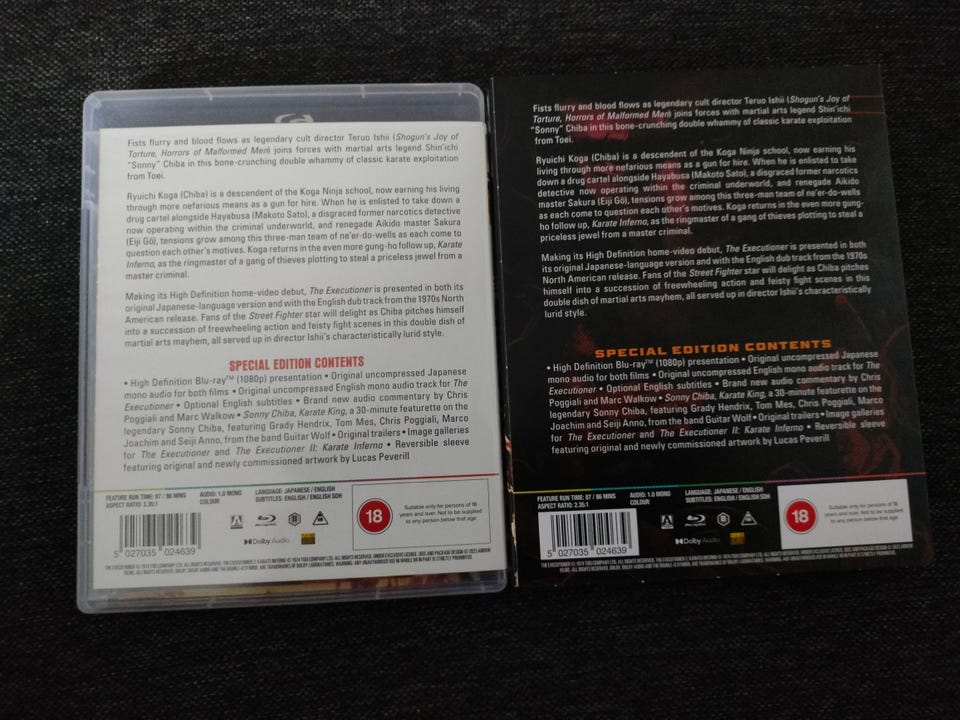 Fists flurry and blood flows as legendary cult director Teruo Ishii (Shogun's Joy of
Torture, Horrors of Malformed Men) joins forces with martial arts legend Shin'ichi
"Sonny" Chiba in this bone-crunching double whammy of classic karate exploitation
from Toei.
Ryuichi Koga (Chiba) is a descendent of the Koga Ninja school, now earning his living
through more nefarious means as a gun for hire. When he is enlisted to take down a
drug cartel alongside Hayabusa (Makoto Sato), a disgraced former narcotics detective
now operating within the criminal underworld, and renegade Aikido master Sakura
(Eiji Gō), tensions grow among this three-man team of ne'er-do-wells as each come to
question each other's motives. Koga returns in the even more gung-ho follow up, Karate
Inferno, as the ringmaster of a gang of thieves plotting to steal a priceless jewel from a
master criminal.
Making its High Definition home-video debut, The Executioner is presented in both its
original Japanese-language version and with the English dub track from the 1970s North
American release. Fans of the Street Fighter star will delight as Chiba pitches himself
into a succession of freewheeling action and feisty fight scenes in this double dish of
martial arts mayhem, all served up in director Ishii's characteristically lurid style.
SPECIAL EDITION CONTENTS
• High Definition Blu-ray™ (1080p) presentation • Original uncompressed Japanese
mono audio for both films • Original uncompressed English mono audio track for The
Executioner • Optional English subtitles • Brand new audio commentary by Chris
Poggiali and Marc Walkow • Sonny Chiba, Karate King, a 30-minute featurette on the
legendary Sonny Chiba, featuring Grady Hendrix, Tom Mes, Chris Poggiali, Marco
Joachim and Seiji Anno, from the band Guitar Wolf • Original trailers • Image galleries
for The Executioner and The Executioner II: Karate Inferno • Reversible sleeve
featuring original and newly commissioned artwork by Lucas Peverill
FEATURE RUN TIME: 87 / 86 MINS
ASPECT RATIO: 2.35:1
AUDIO: 1.0 MONO
COLOUR
LANGUAGE: JAPANESE / ENGLISH
SUBTITLES: ENGLISH / ENGLISH SDH
A
Blu-ray
B
Dolby Audio
5 027035 024639
18
Suitable only for persons of 18
years and over. Not to be supplied
to any person below that age
Fists flurry and blood flows as legendary cult director Teruo Ishii (Shogun's Joy of
Torture, Horrors of Malformed Men) joins forces with martial arts legend Shin'ichi
"Sonny" Chiba in this bone-crunching double whammy of classic karate exploitation
from Toei.
Ryuichi Koga (Chiba) is a descendent of the Koga Ninja school, now earning his
living through more nefarious means as a gun for hire. When he is enlisted to take
down a drug cartel alongside Hayabusa (Makoto Sato), a disgraced former narcotics
detective now operating within the criminal underworld, and renegade Aikido
master Sakura (Eiji Gō), tensions grow among this three-man team of ne'er-do-wells
as each come to question each other's motives. Koga returns in the even more gung-
ho follow up, Karate Inferno, as the ringmaster of a gang of thieves plotting to steal a
priceless jewel from a master criminal.
Making its High Definition home-video debut, The Executioner is presented in both
its original Japanese-language version and with the English dub track from the 1970s
North American release. Fans of the Street Fighter star will delight as Chiba pitches
himself into a succession of freewheeling action and feisty fight scenes in this
double dish of martial arts mayhem, all served up in director Ishii's characteristically
lurid style.
SPECIAL EDITION CONTENTS
• High Definition Blu-ray™ (1080p) presentation • Original uncompressed Japanese
mono audio for both films • Original uncompressed English mono audio track for The
Executioner • Optional English subtitles • Brand new audio commentary by Chris
Poggiali and Marc Walkow • Sonny Chiba, Karate King, a 30-minute featurette on the
legendary Sonny Chiba, featuring Grady Hendrix, Tom Mes, Chris Poggiali, Marco
Joachim and Seiji Anno, from the band Guitar Wolf • Original trailers • Image galleries
for The Executioner and The Executioner II: Karate Inferno • Reversible sleeve
featuring original and newly commissioned artwork by Lucas Peverill
FEATURE RUN TIME: 87 / 86 MINS
ASPECT RATIO: 2.35:1
AUDIO: 1.0 MONO
COLOUR
LANGUAGE: JAPANESE / ENGLISH
SUBTITLES: ENGLISH / ENGLISH SDH
A
Blu-ray
B
Dolby Audio
5 027035 024639
18
Suitable only for persons of 18
years and over. Not to be supplied
to any person below that age